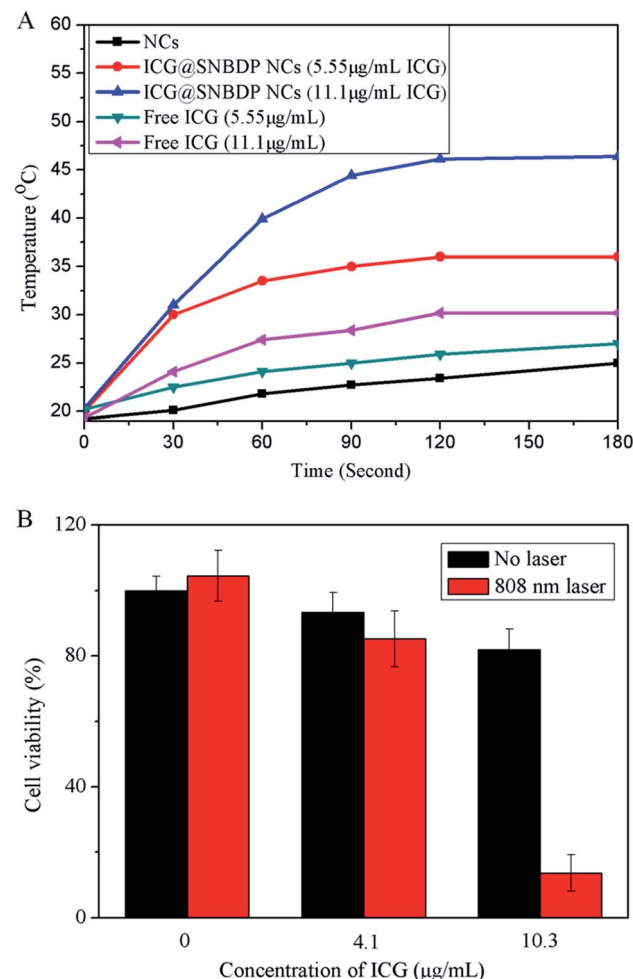 A
60
55
50
45
40
35
30
25
20
Temperature (°C)
NCs
ICG@SNBDP NCs (5.55μg/mL ICG)
ICG@SNBDP NCs (11.1μg/mL ICG)
Free ICG (5.55μg/mL)
Free ICG (11.1μg/mL)
0 30 60 90 120 150 180
Time (Second)
B
120
80
40
0
Cell viability (%)
No laser
808 nm laser
0 4.1 10.3
Concentration of ICG (μg/mL)